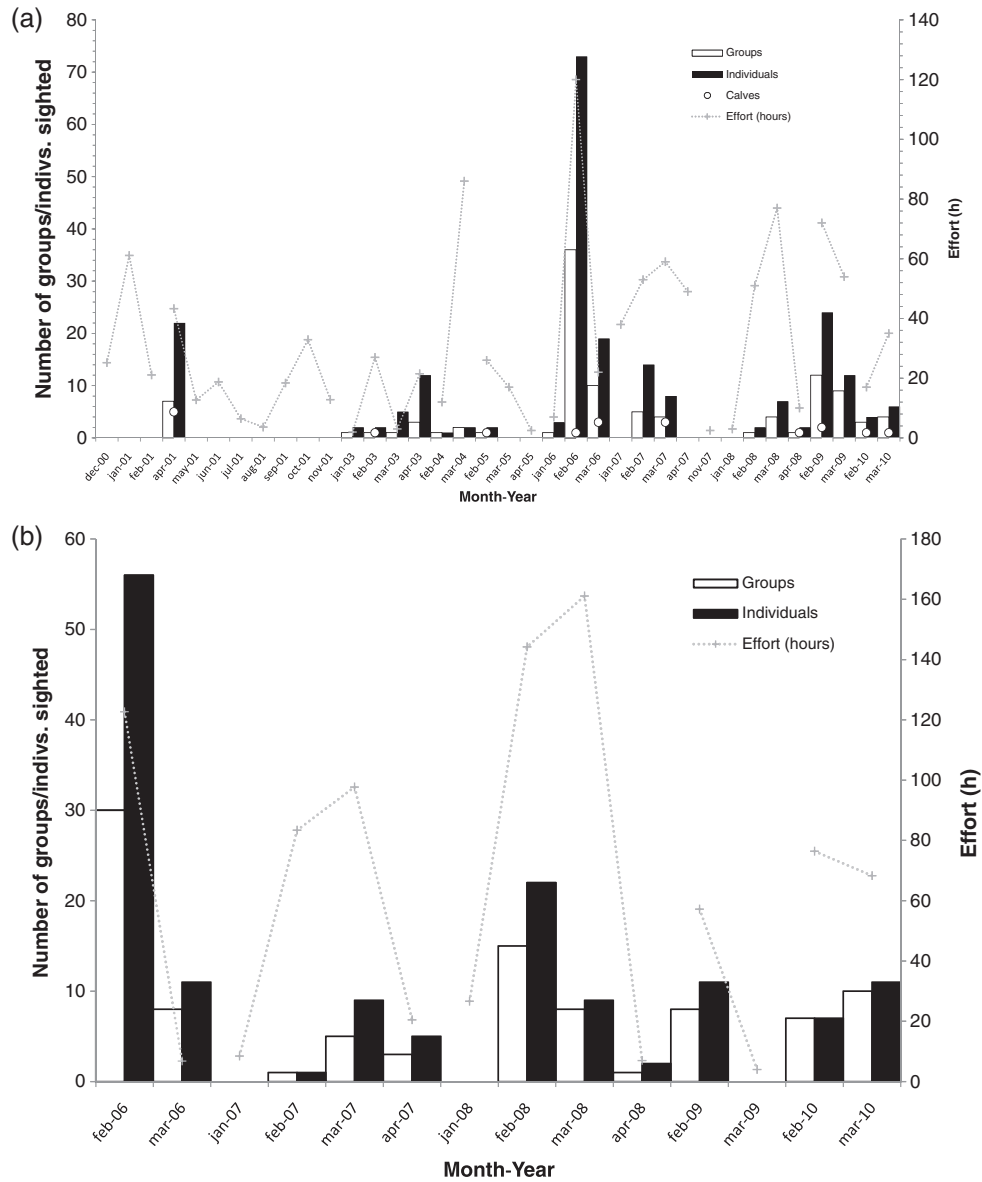 (a)
Number of groups/indivs. sighted
80
70
60
50
40
30
20
10
0
140
120
100
80
60
40
20
0
Effort (h)
Groups
Individuals
Calves
Effort (hours)
dec-00 jan-01 feb-01 apr-01 may-01 jun-01 jul-01 aug-01 sep-01 oct-01 nov-01 jan-03 feb-03 mar-03 apr-03 feb-04 mar-04 feb-05 mar-05 apr-05 jan-06 feb-06 mar-06 jan-07 feb-07 mar-07 apr-07 nov-07 jan-08 feb-08 mar-08 apr-08 feb-09 mar-09 feb-10 mar-10
Month-Year
(b)
Number of groups/indivs. sighted
60
50
40
30
20
10
0
180
160
140
120
100
80
60
40
20
0
Effort (h)
Groups
Individuals
Effort (hours)
feb-06 mar-06 jan-07 feb-07 mar-07 apr-07 jan-08 feb-08 mar-08 apr-08 feb-09 mar-09 feb-10 mar-10
Month-Year